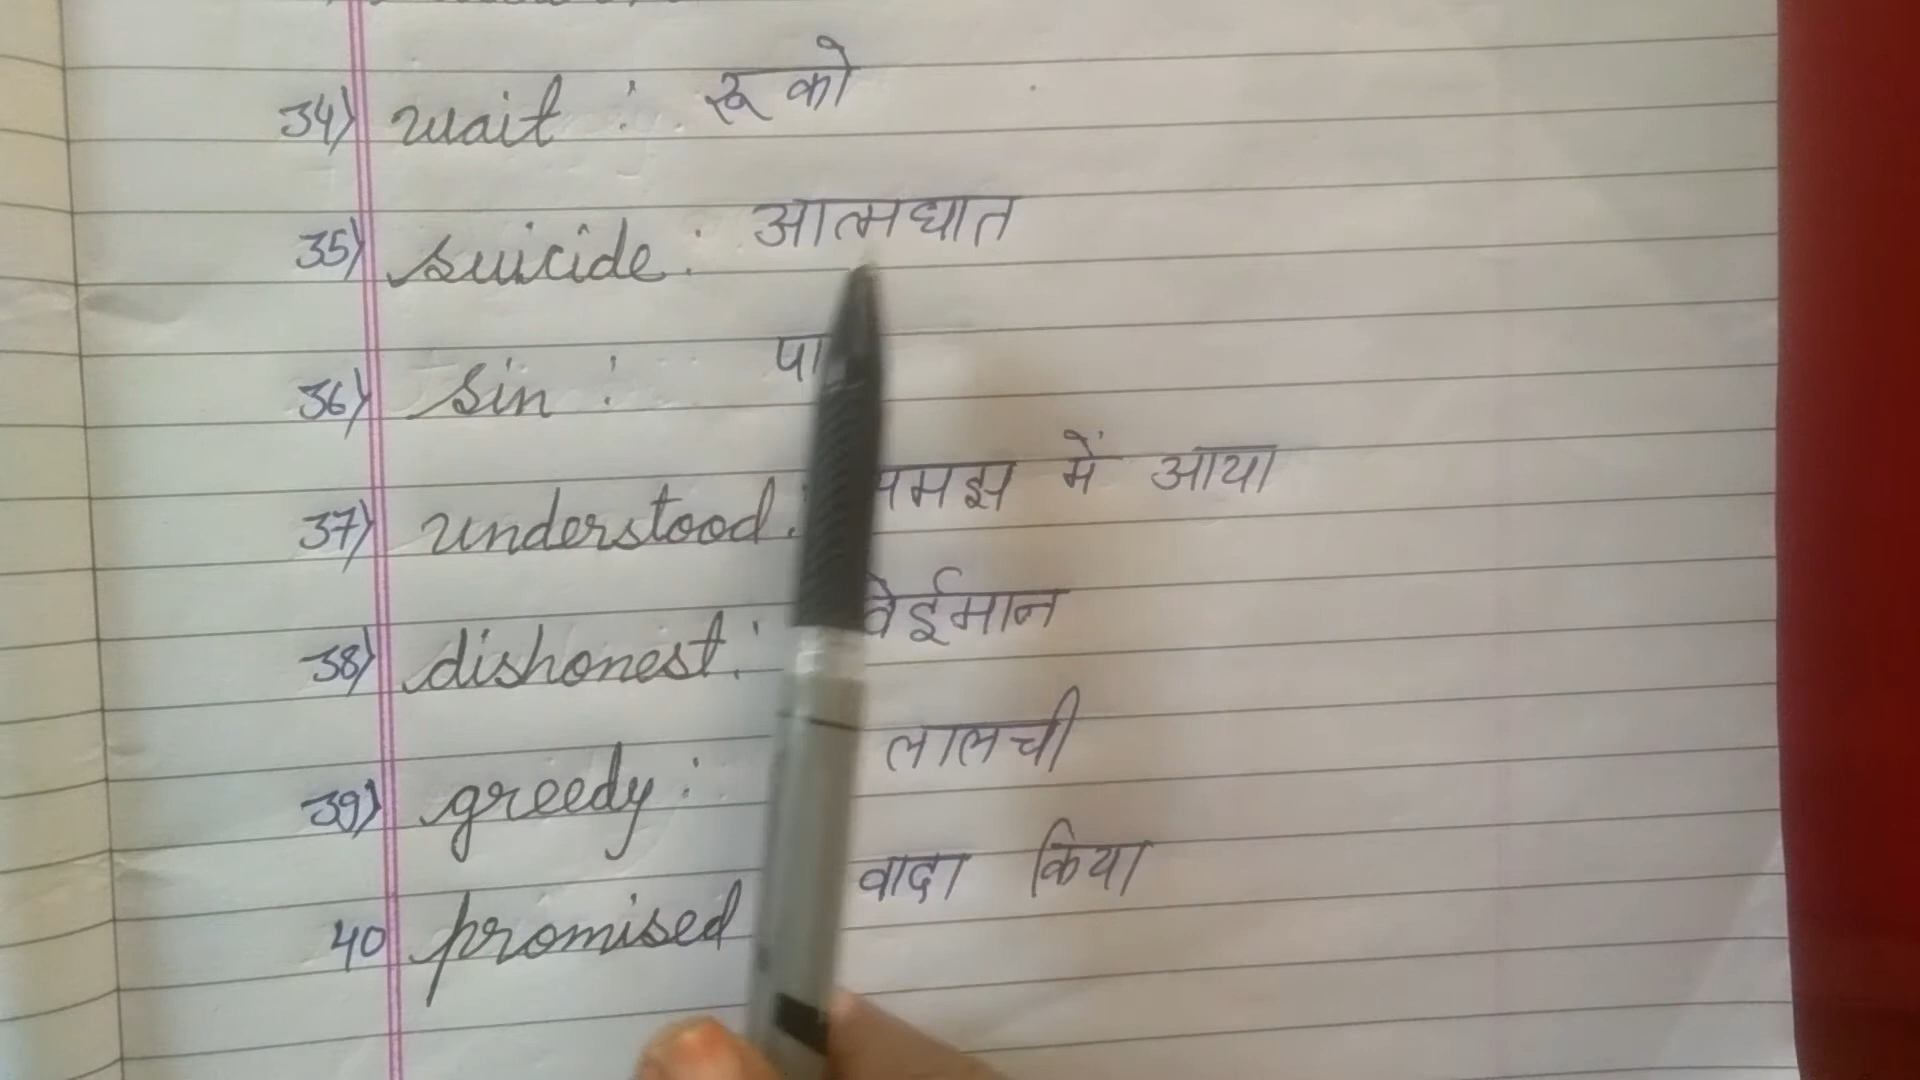 34) wait : रूको
35) suicide : आत्मघात
36) sin :
37) understood : में आया
38) dishonest : बेईमान
39) greedy : लालची
40 promised वादा किया